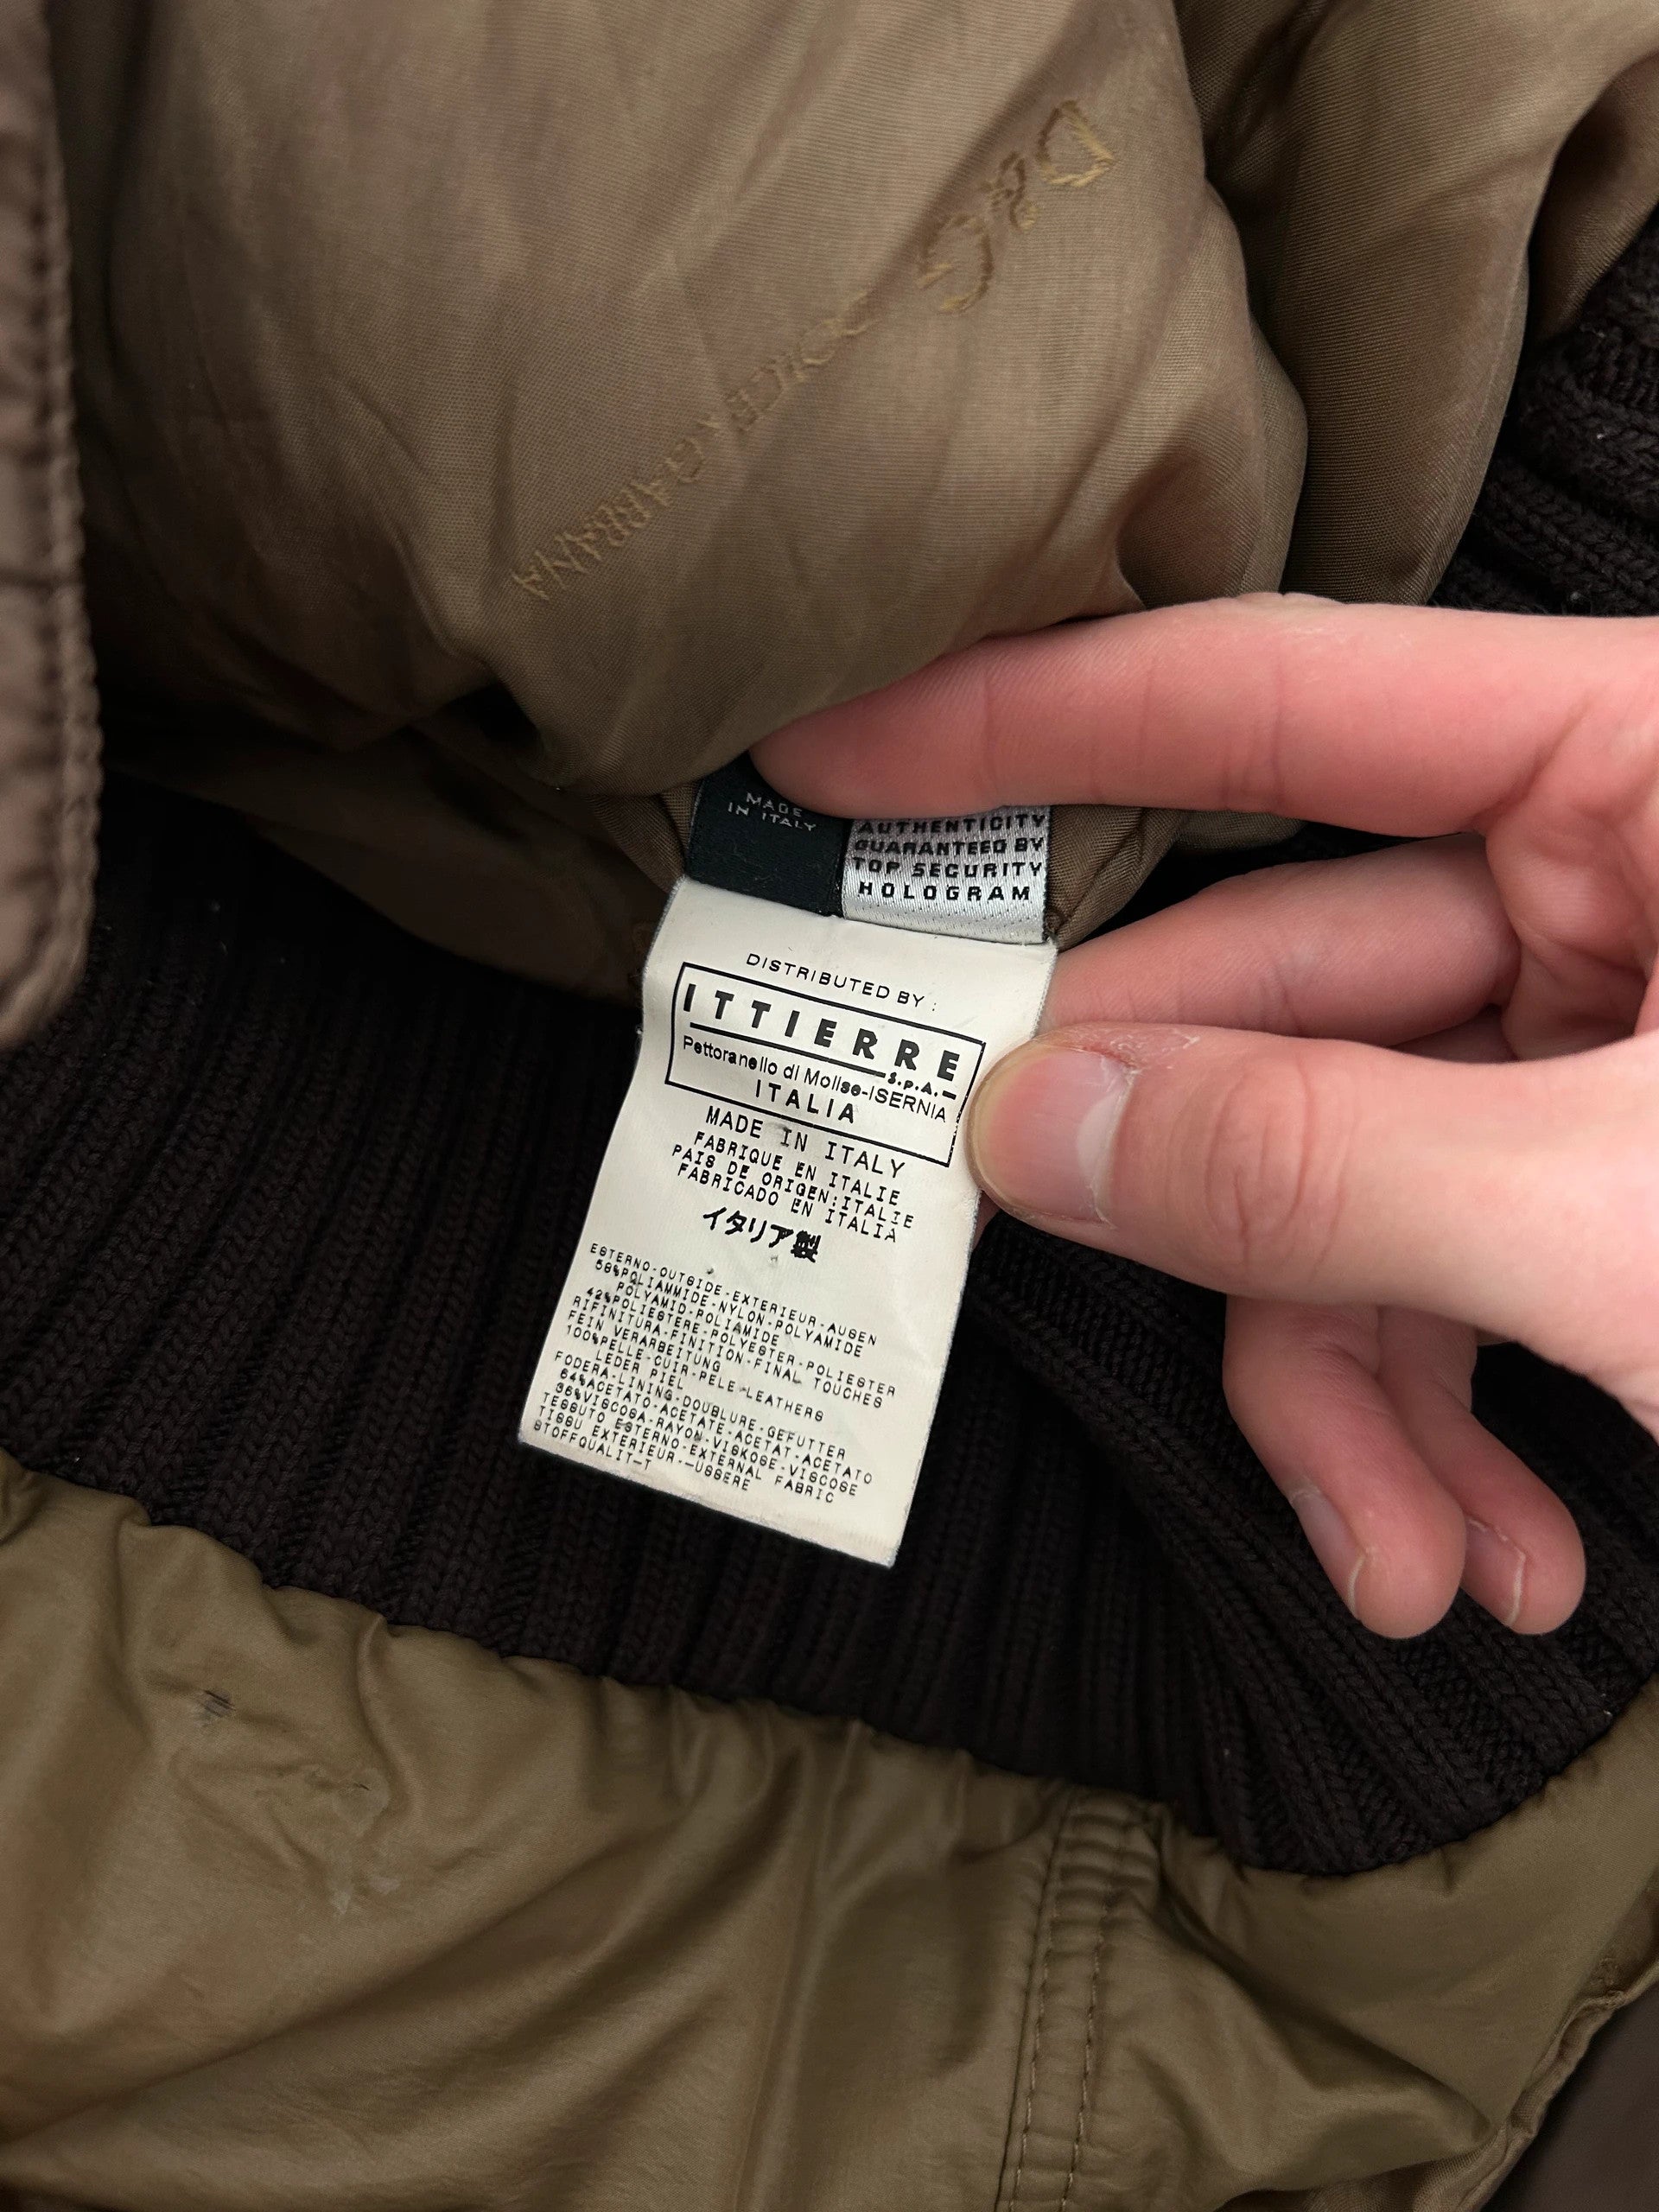 D&G
DOLCE & GABBANA
MADE
IN ITALY
AUTHENTICITY
GUARANTEED BY
TOP SECURITY
HOLOGRAM
DISTRIBUTED BY :
ITTIERRE
S.p.A.
Pettoranello di Molise-ISERNIA
ITALIA
MADE IN ITALY
FABRIQUE EN ITALIE
PAIS DE ORIGEN:ITALIE
FABRICADO EN ITALIA
イタリア製
ESTERNO-OUTSIDE-EXTERIEUR-AUSEN
58%POLIAMMIDE-NYLON-POLYAMIDE
POLYAMID-POLIAMIDE
42%POLIESTERE-POLYESTER-POLIESTER
RIFINITURA-FINITION-FINAL TOUCHES
FEIN VERARBEITUNG
100%PELLE-CUIR-PELE-LEATHERS
LEDER PIEL
FODERA-LINING-DOUBLURE-GEFUTTER
64%ACETATO-ACETATE-ACETAT-ACETATO
36%VISCOSA-RAYON-VISKOSE-VISCOSE
TESSUTO ESTERNO-EXTERNAL FABRIC
TISSU EXTERIEUR--USSERE
STOFFQUALIT-T